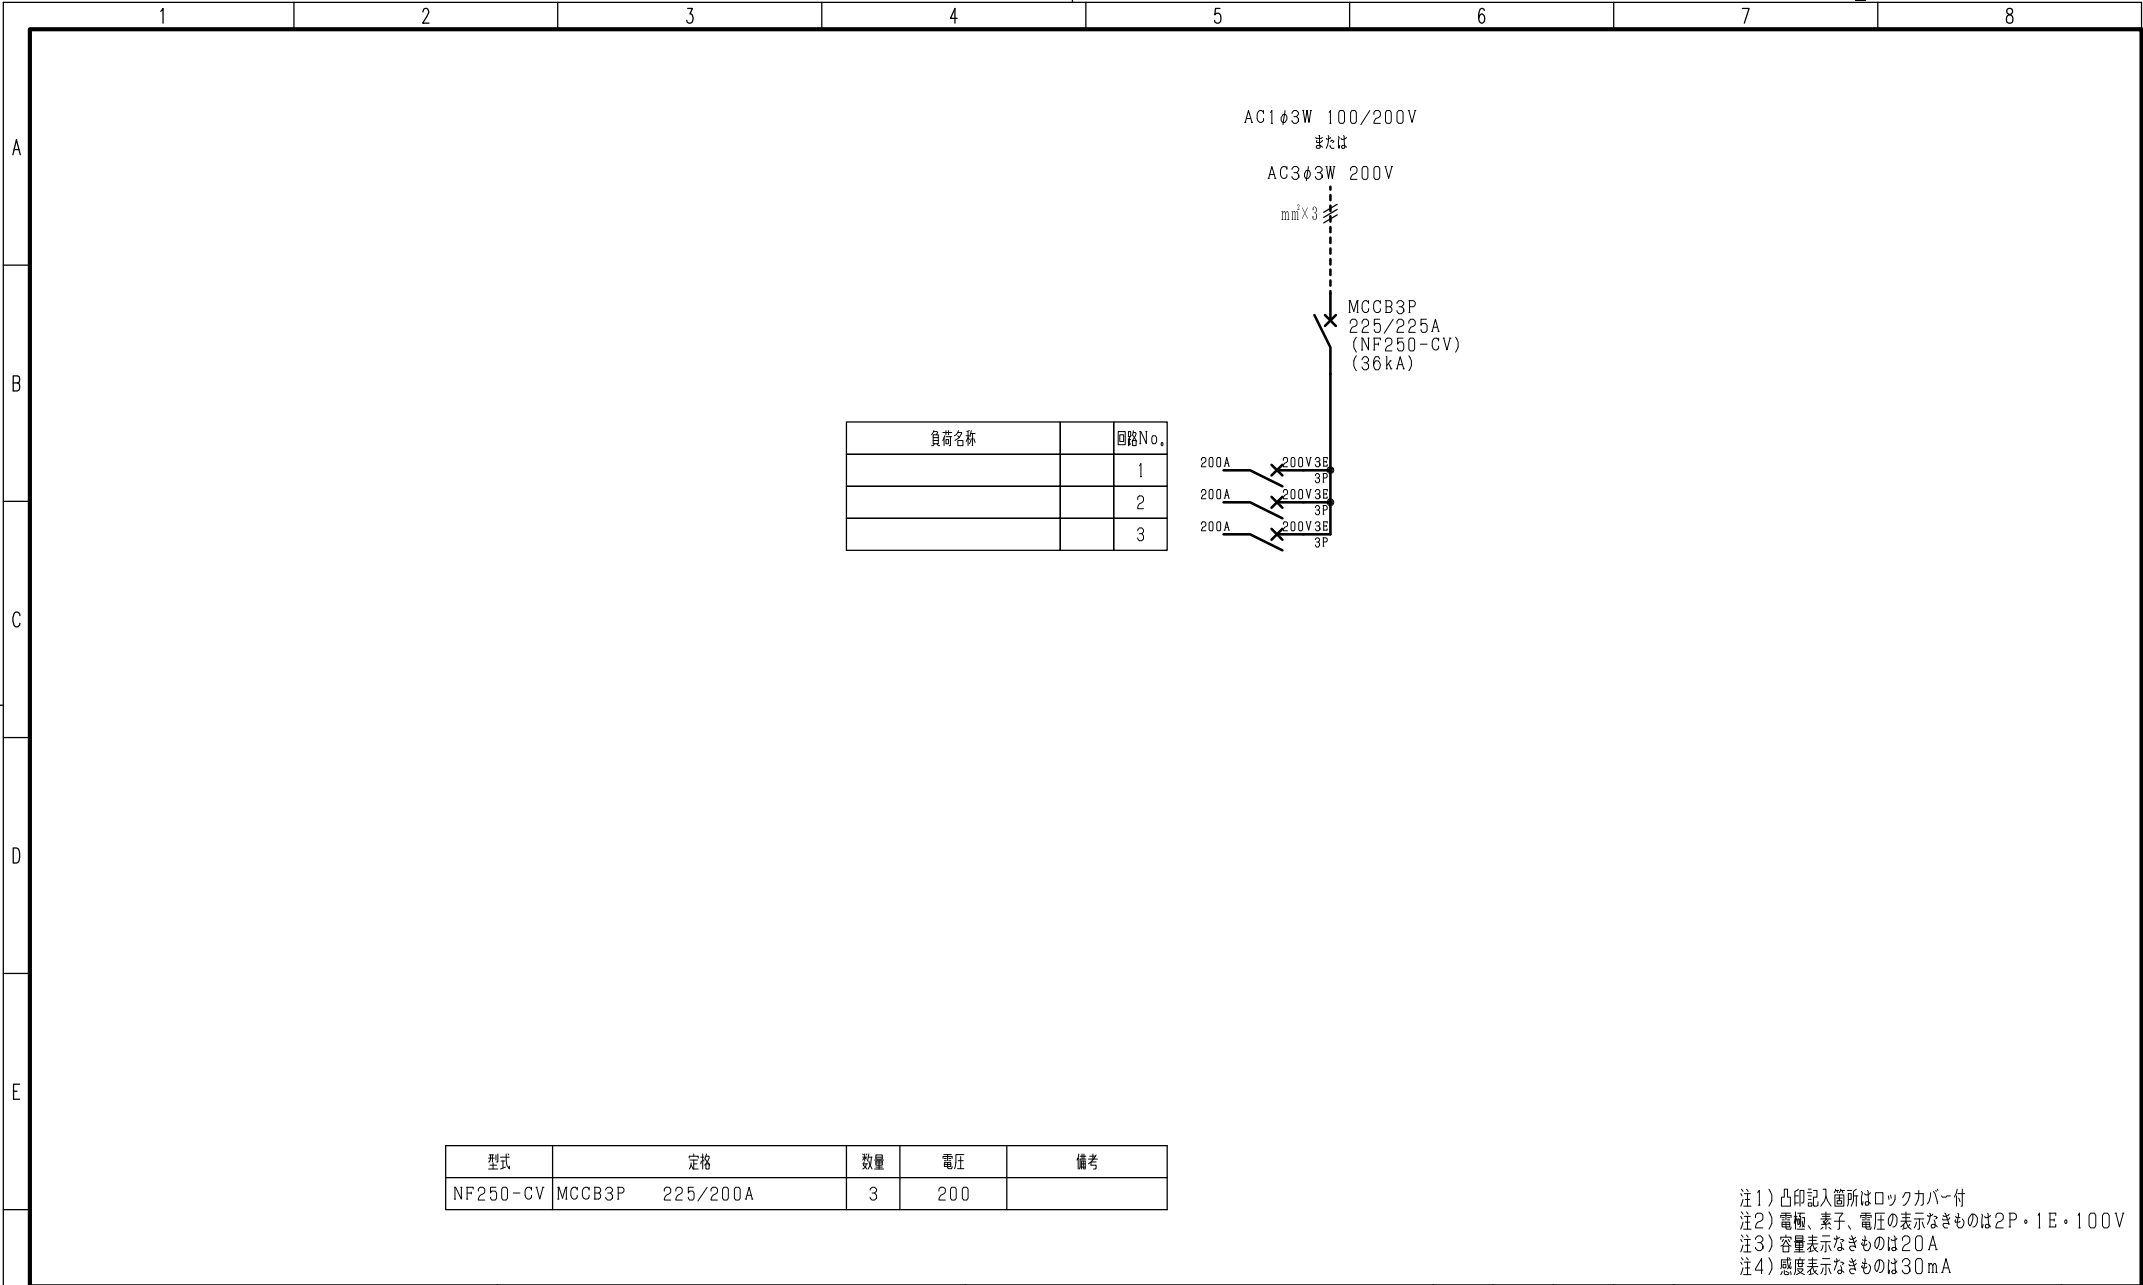 1 2 3 4 5 6 7 8
A
B
C
D
E
AC1φ3W 100/200V
または
AC3φ3W 200V
mm²×3
MCCB3P
225/225A
(NF250-CV)
(36kA)
負荷名称 回路No。
1
2
3
200A 200V3E
3P
200A 200V3E
3P
200A 200V3E
3P
型式 定格 数量 電圧 備考
NF250-CV MCCB3P 225/200A 3 200
注1)凸印記入箇所はロックカバー付
注2)電極、素子、電圧の表示なきものは2P・1E・100V
注3)容量表示なきものは20A
注4)感度表示なきものは30mA